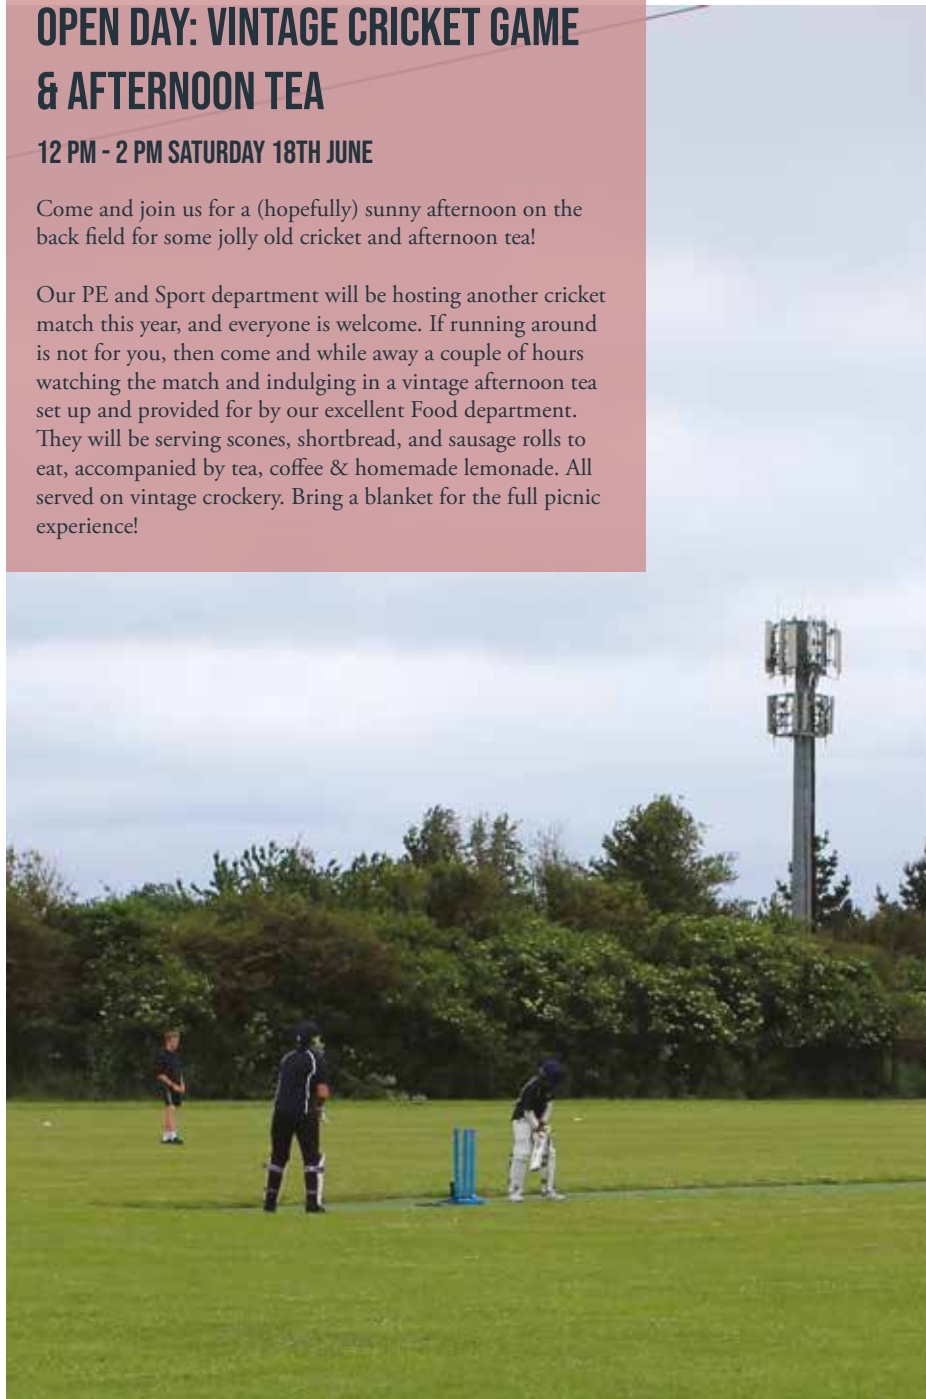 OPEN DAY: VINTAGE CRICKET GAME
& AFTERNOON TEA
12 PM - 2 PM SATURDAY 18TH JUNE
Come and join us for a (hopefully) sunny afternoon on the
back field for some jolly old cricket and afternoon tea!
Our PE and Sport department will be hosting another cricket
match this year, and everyone is welcome. If running around
is not for you, then come and while away a couple of hours
watching the match and indulging in a vintage afternoon tea
set up and provided for by our excellent Food department.
They will be serving scones, shortbread, and sausage rolls to
eat, accompanied by tea, coffee & homemade lemonade. All
served on vintage crockery. Bring a blanket for the full picnic
experience!